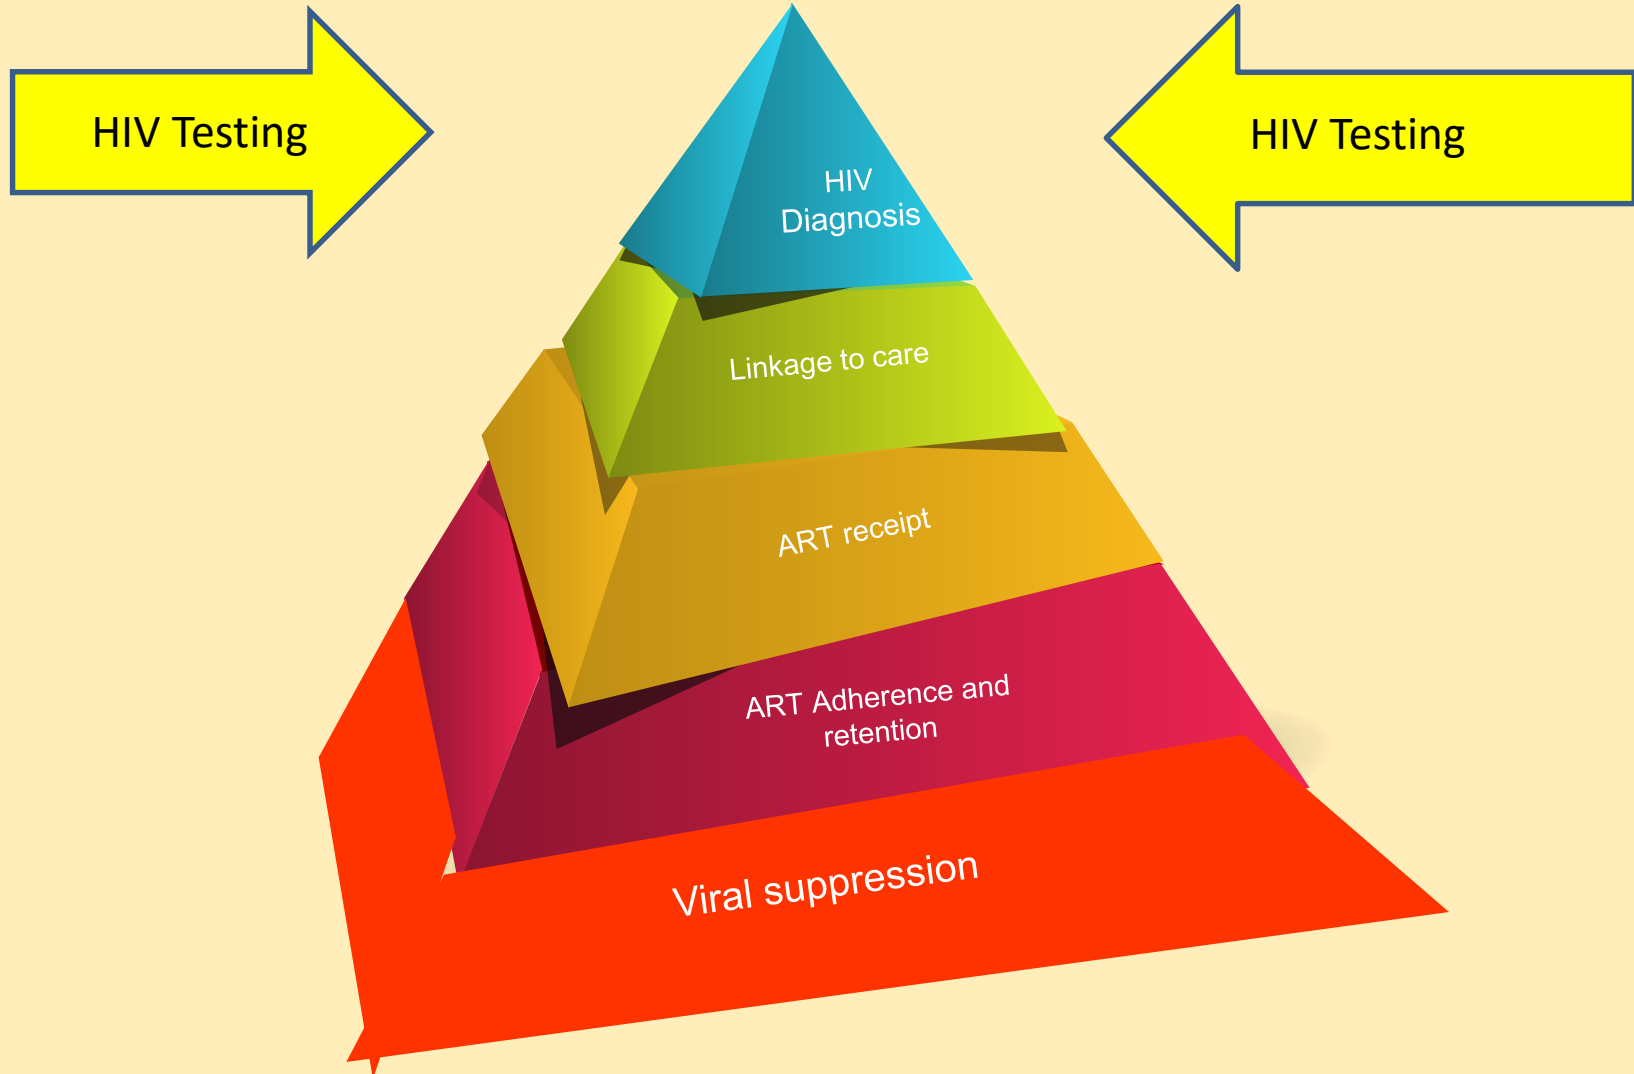 HIV Testing
HIV Testing
HIV
Diagnosis
Linkage to care
ART receipt
ART Adherence and
retention
Viral suppression